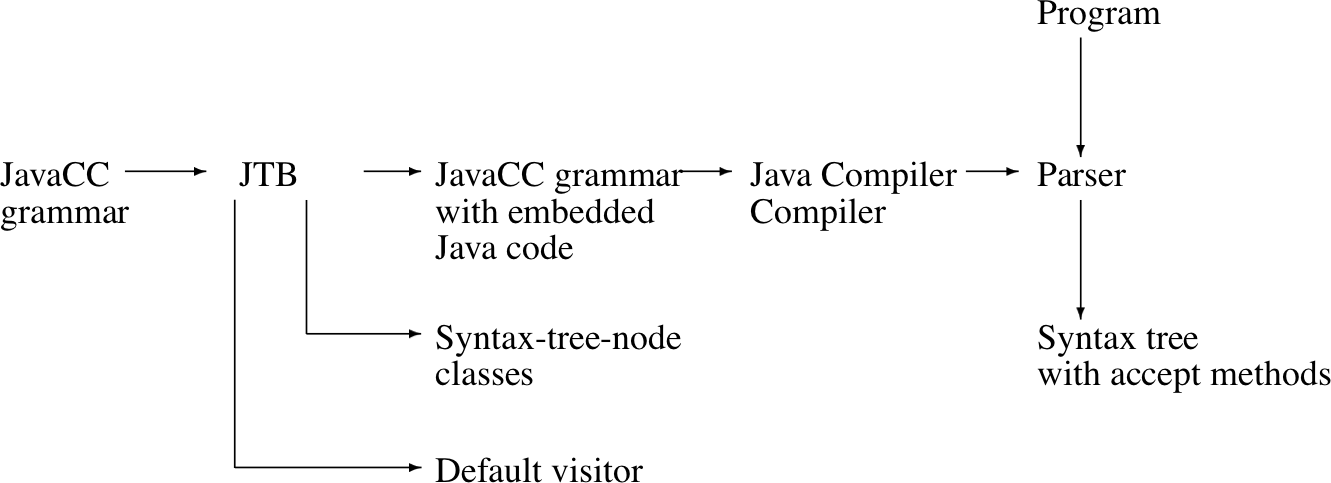 Program
JavaCC
grammar
JTB
JavaCC grammar
with embedded
Java code
Java Compiler
Compiler
Parser
Syntax-tree-node
classes
Syntax tree
with accept methods
Default visitor